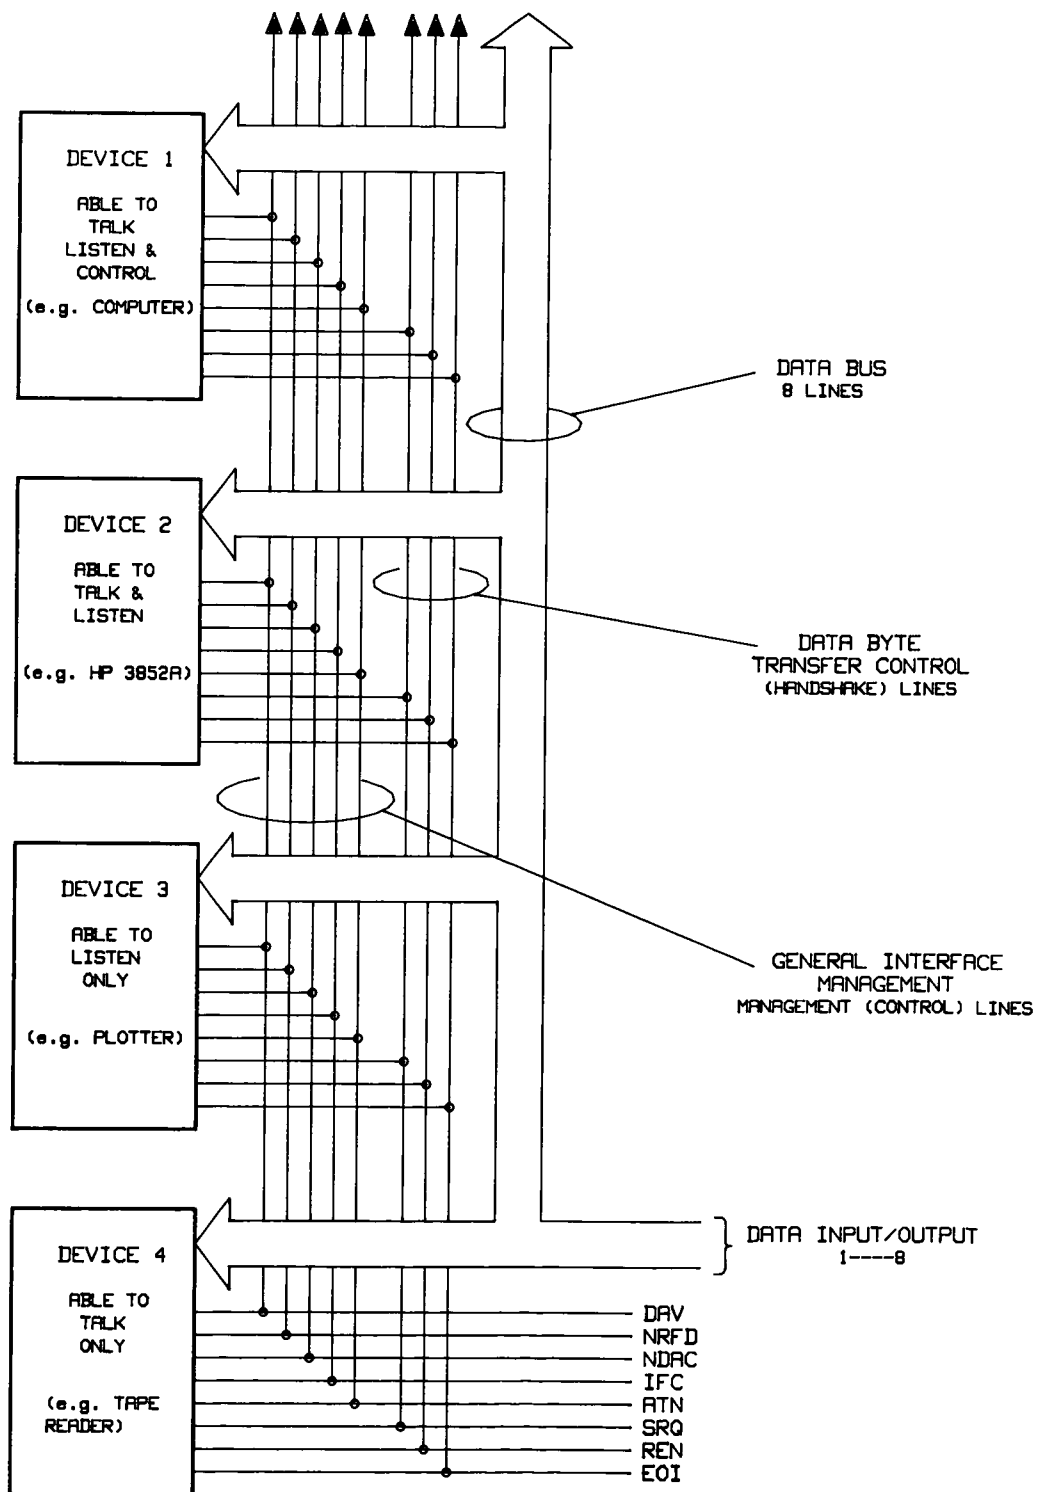 DEVICE 1
ABLE TO
TALK
LISTEN &
CONTROL
(e.g. COMPUTER)
DATA BUS
8 LINES
DEVICE 2
ABLE TO
TALK &
LISTEN
(e.g. HP 3852A)
DATA BYTE
TRANSFER CONTROL
(HANDSHAKE) LINES
DEVICE 3
ABLE TO
LISTEN
ONLY
(e.g. PLOTTER)
GENERAL INTERFACE
MANAGEMENT
MANAGEMENT (CONTROL) LINES
DEVICE 4
ABLE TO
TALK
ONLY
(e.g. TAPE
READER)
DATA INPUT/OUTPUT
1----8
DAV
NRFD
NDAC
IFC
ATN
SRQ
REN
EOI